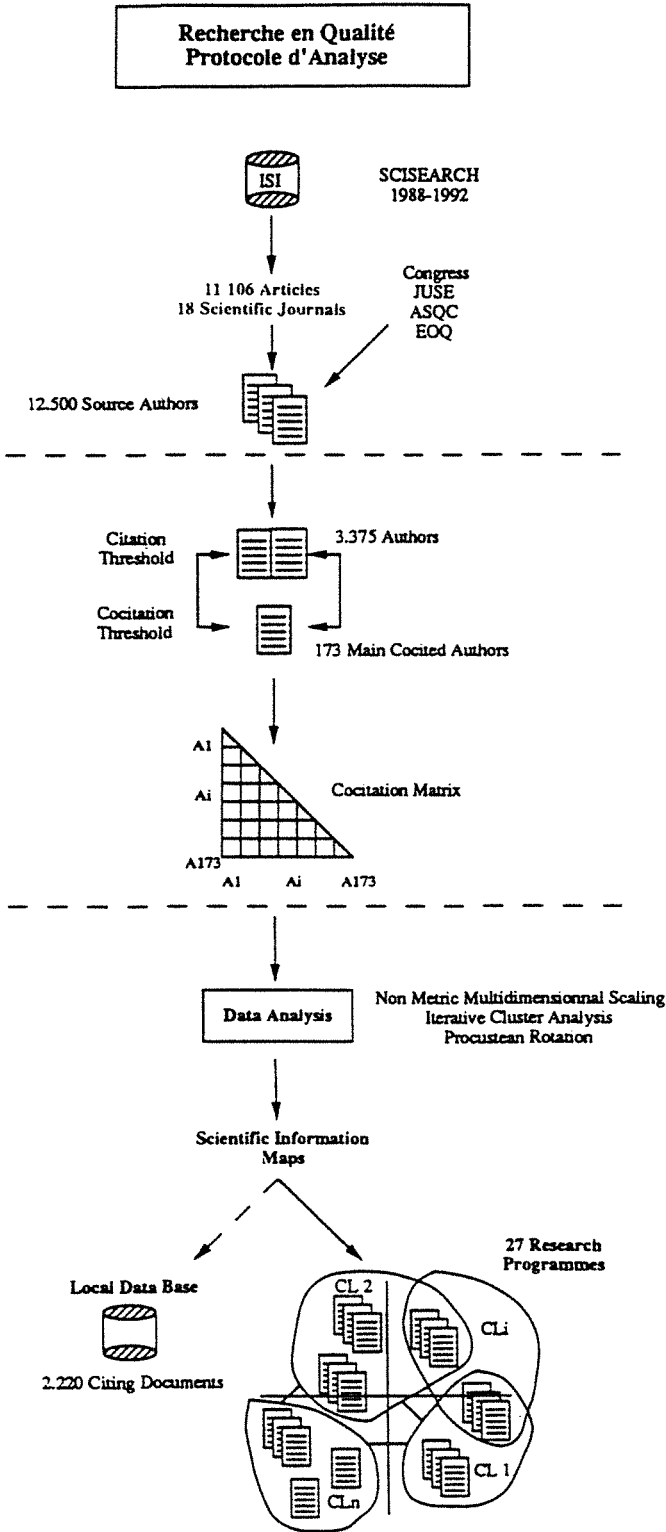 Recherche en Qualité
Protocole d'Analyse
ISI
SCISEARCH
1988-1992
11 106 Articles
18 Scientific Journals
Congress
JUSE
ASQC
EOQ
12.500 Source Authors
Citation
Threshold
3.375 Authors
Cocitation
Threshold
173 Main Cocited Authors
A1
Ai
A173
Cocitation Matrix
A1 Ai A173
Data Analysis
Non Metric Multidimensionnal Scaling
Iterative Cluster Analysis
Procustean Rotation
Scientific Information
Maps
27 Research
Programmes
Local Data Base
2.220 Citing Documents
CL 2
CLi
CL 1
CLn